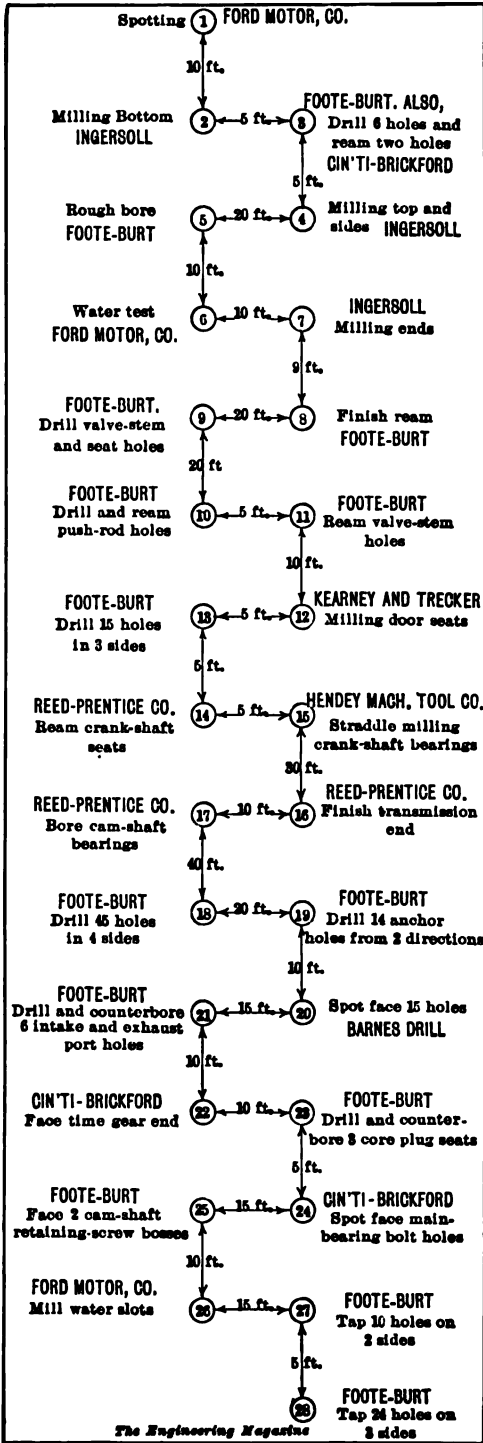 Spotting 1 FORD MOTOR, CO.
10 ft.
Milling Bottom
INGERSOLL
2 5 ft. 3
FOOTE-BURT. ALSO,
Drill 6 holes and
ream two holes
CIN'TI-BRICKFORD
5 ft.
Rough bore
FOOTE-BURT
5 20 ft. 4
Milling top and
sides INGERSOLL
10 ft.
Water test
FORD MOTOR, CO.
6 10 ft. 7
INGERSOLL
Milling ends
9 ft.
FOOTE-BURT.
Drill valve-stem
and seat holes
9 20 ft. 8
Finish ream
FOOTE-BURT
20 ft
FOOTE-BURT
Drill and ream
push-rod holes
10 5 ft. 11
FOOTE-BURT
Ream valve-stem
holes
10 ft.
FOOTE-BURT
Drill 15 holes
in 3 sides
13 5 ft. 12
KEARNEY AND TRECKER
Milling door seats
5 ft.
REED-PRENTICE CO.
Ream crank-shaft
seats
14 5 ft. 15
HENDEY MACH. TOOL CO.
Straddle milling
crank-shaft bearings
30 ft.
REED-PRENTICE CO.
Bore cam-shaft
bearings
17 10 ft. 16
REED-PRENTICE CO.
Finish transmission
end
40 ft.
FOOTE-BURT
Drill 45 holes
in 4 sides
18 20 ft. 19
FOOTE-BURT
Drill 14 anchor
holes from 2 directions
10 ft.
FOOTE-BURT
Drill and counterbore
6 intake and exhaust
port holes
21 15 ft. 20
Spot face 15 holes
BARNES DRILL
10 ft.
CIN'TI-BRICKFORD
Face time gear end
22 10 ft. 23
FOOTE-BURT
Drill and counter-
bore 3 core plug seats
5 ft.
FOOTE-BURT
Face 2 cam-shaft
retaining-screw bosses
25 15 ft. 24
CIN'TI-BRICKFORD
Spot face main-
bearing bolt holes
10 ft.
FORD MOTOR, CO.
Mill water slots
26 15 ft. 27
FOOTE-BURT
Tap 10 holes on
2 sides
5 ft.
28
FOOTE-BURT
Tap 24 holes on
3 sides
The Engineering Magazine